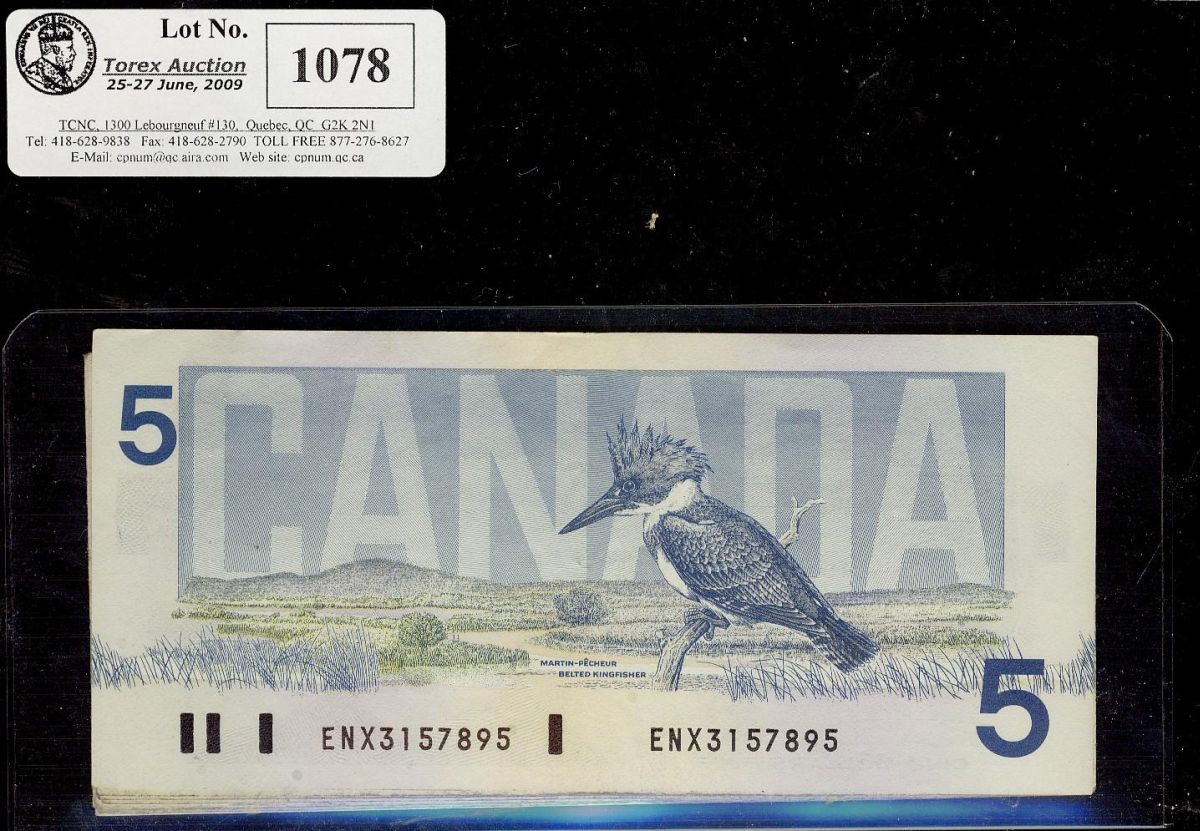 Lot No.
1078
Torex Auction
25-27 June, 2009
TCNC, 1300 Lebourgneuf #130, Quebec, QC G2K 2N1
Tel: 418-628-9838 Fax: 418-628-2790 TOLL FREE 877-276-8627
E-Mail: cpnum@qc.aira.com Web site: cpnum.qc.ca
5
CANADA
MARTIN-PÊCHEUR
BELTED KINGFISHER
5
ENX3157895 ENX3157895